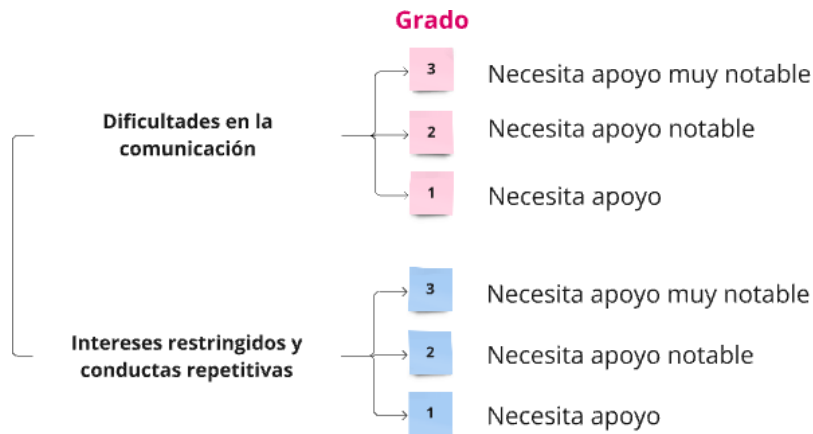 Grado
Dificultades en la
comunicación
3
Necesita apoyo muy notable
2
Necesita apoyo notable
1
Necesita apoyo
Intereses restringidos y
conductas repetitivas
3
Necesita apoyo muy notable
2
Necesita apoyo notable
1
Necesita apoyo